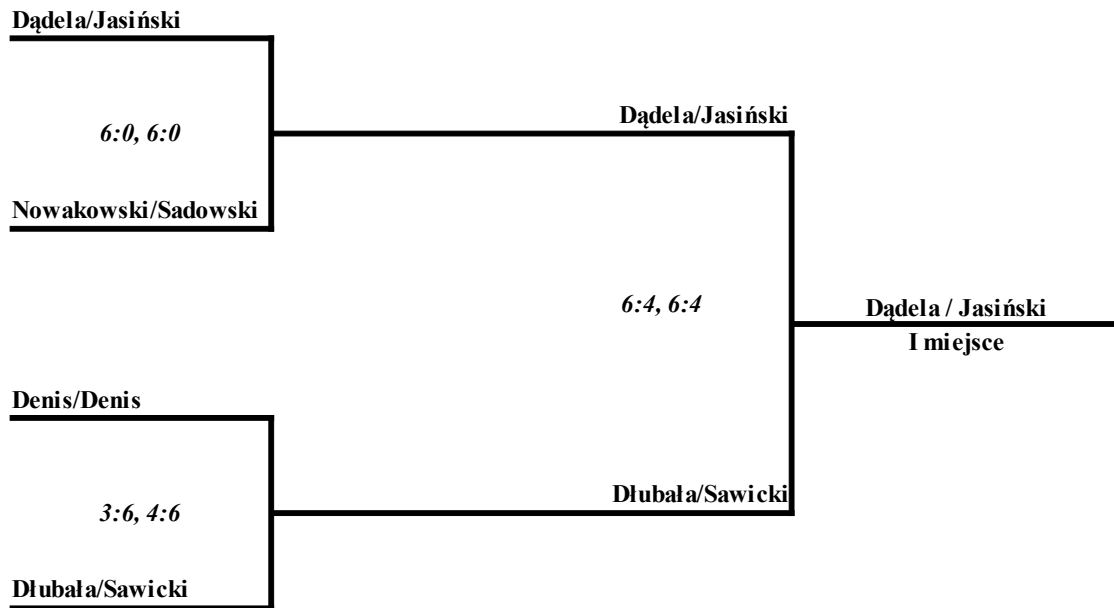 Dądela/Jasiński
6:0, 6:0
Dądela/Jasiński
Nowakowski/Sadowski
6:4, 6:4
Dądela / Jasiński
I miejsce
Denis/Denis
3:6, 4:6
Dłubała/Sawicki
Dłubała/Sawicki